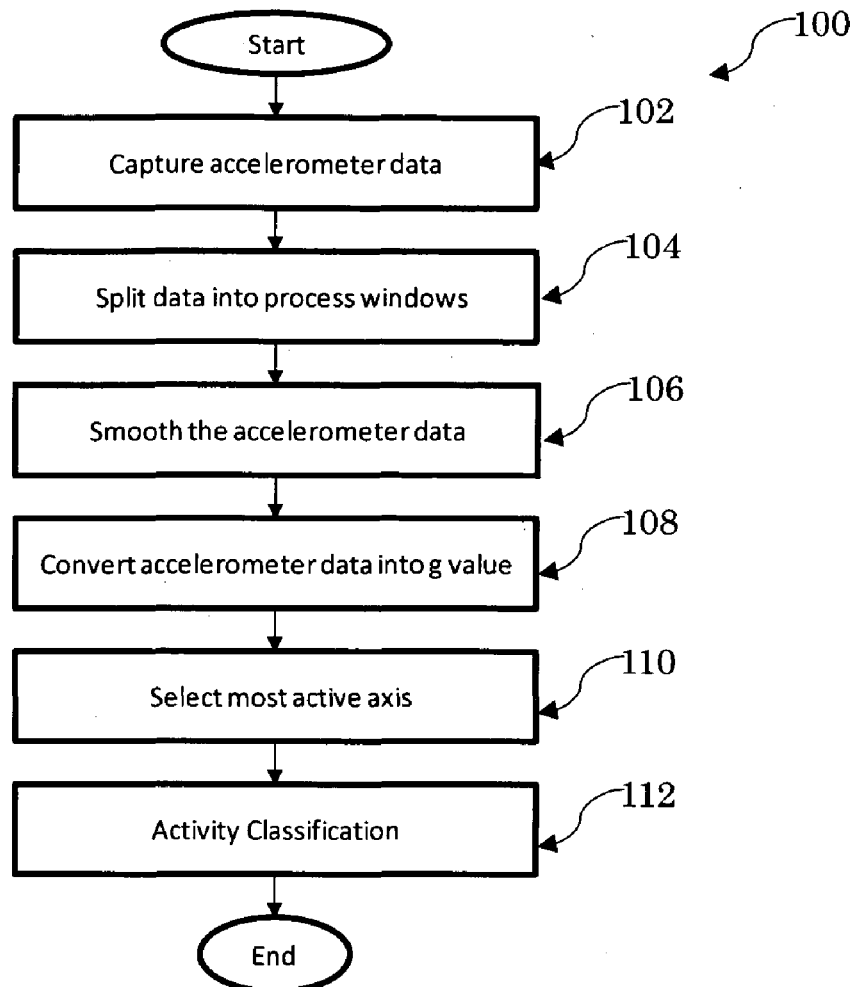 Start
100
Capture accelerometer data
102
Split data into process windows
104
Smooth the accelerometer data
106
Convert accelerometer data into g value
108
Select most active axis
110
Activity Classification
112
End